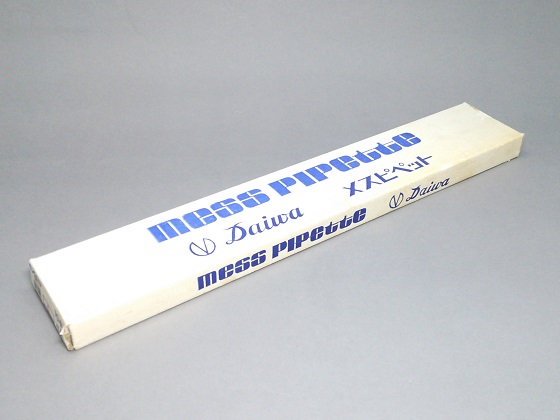 mess PIPette
Daiwa
メスピペット
mess PIPette
Daiwa